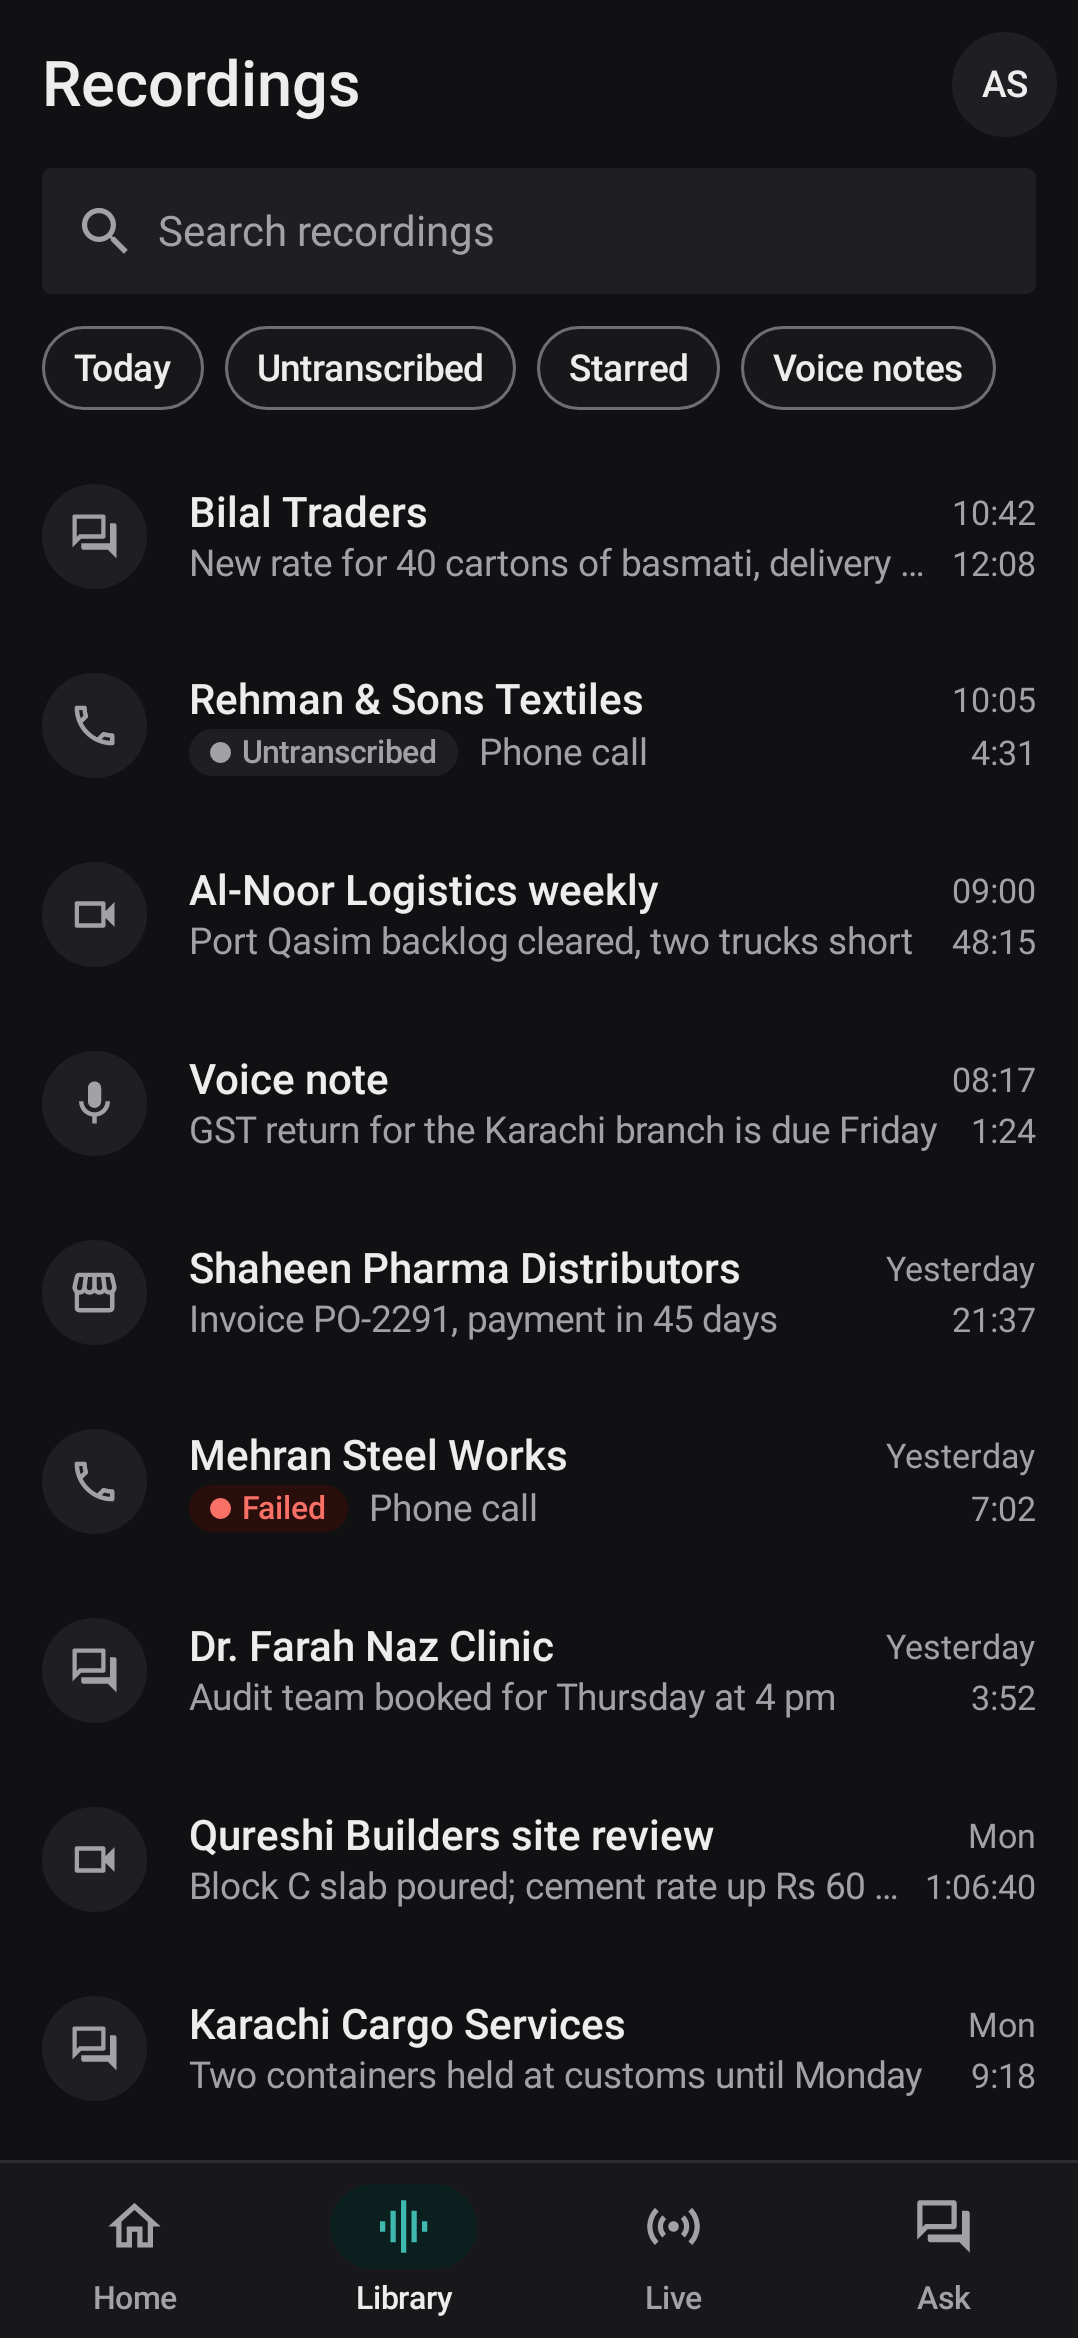 Recordings
AS
Search recordings
Today
Untranscribed
Starred
Voice notes
Bilal Traders
10:42
New rate for 40 cartons of basmati, delivery ...
12:08
Rehman & Sons Textiles
10:05
Untranscribed
Phone call
4:31
Al-Noor Logistics weekly
09:00
Port Qasim backlog cleared, two trucks short
48:15
Voice note
08:17
GST return for the Karachi branch is due Friday
1:24
Shaheen Pharma Distributors
Yesterday
Invoice PO-2291, payment in 45 days
21:37
Mehran Steel Works
Yesterday
Failed
Phone call
7:02
Dr. Farah Naz Clinic
Yesterday
Audit team booked for Thursday at 4 pm
3:52
Qureshi Builders site review
Mon
Block C slab poured; cement rate up Rs 60 ...
1:06:40
Karachi Cargo Services
Mon
Two containers held at customs until Monday
9:18
Home
Library
Live
Ask